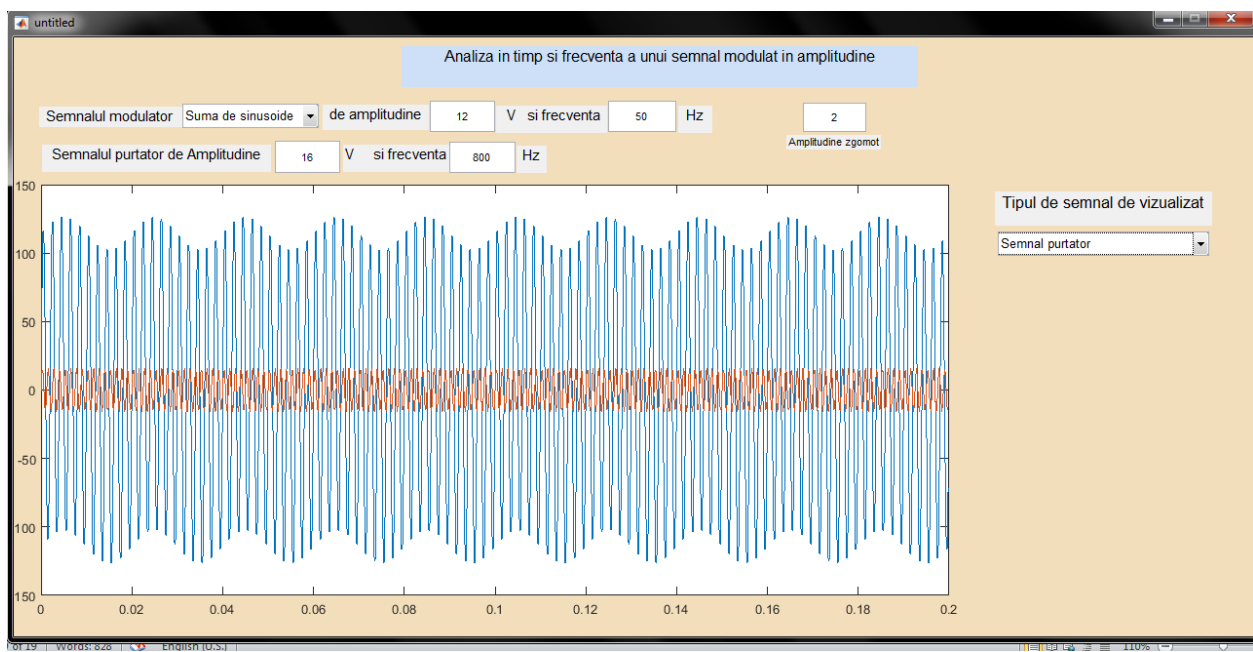 untitled
Analiza in timp si frecventa a unui semnal modulat in amplitudine
Semnalul modulator Suma de sinusoide de amplitudine 12 V si frecventa 50 Hz 2
Amplitudine zgomot
Semnalul purtator de Amplitudine 16 V si frecventa 800 Hz
Tipul de semnal de vizualizat
Semnal purtator
150
100
50
0
-50
100
150
0 0.02 0.04 0.06 0.08 0.1 0.12 0.14 0.16 0.18 0.2
of 19 Words: 828 English (U.S.) 110%